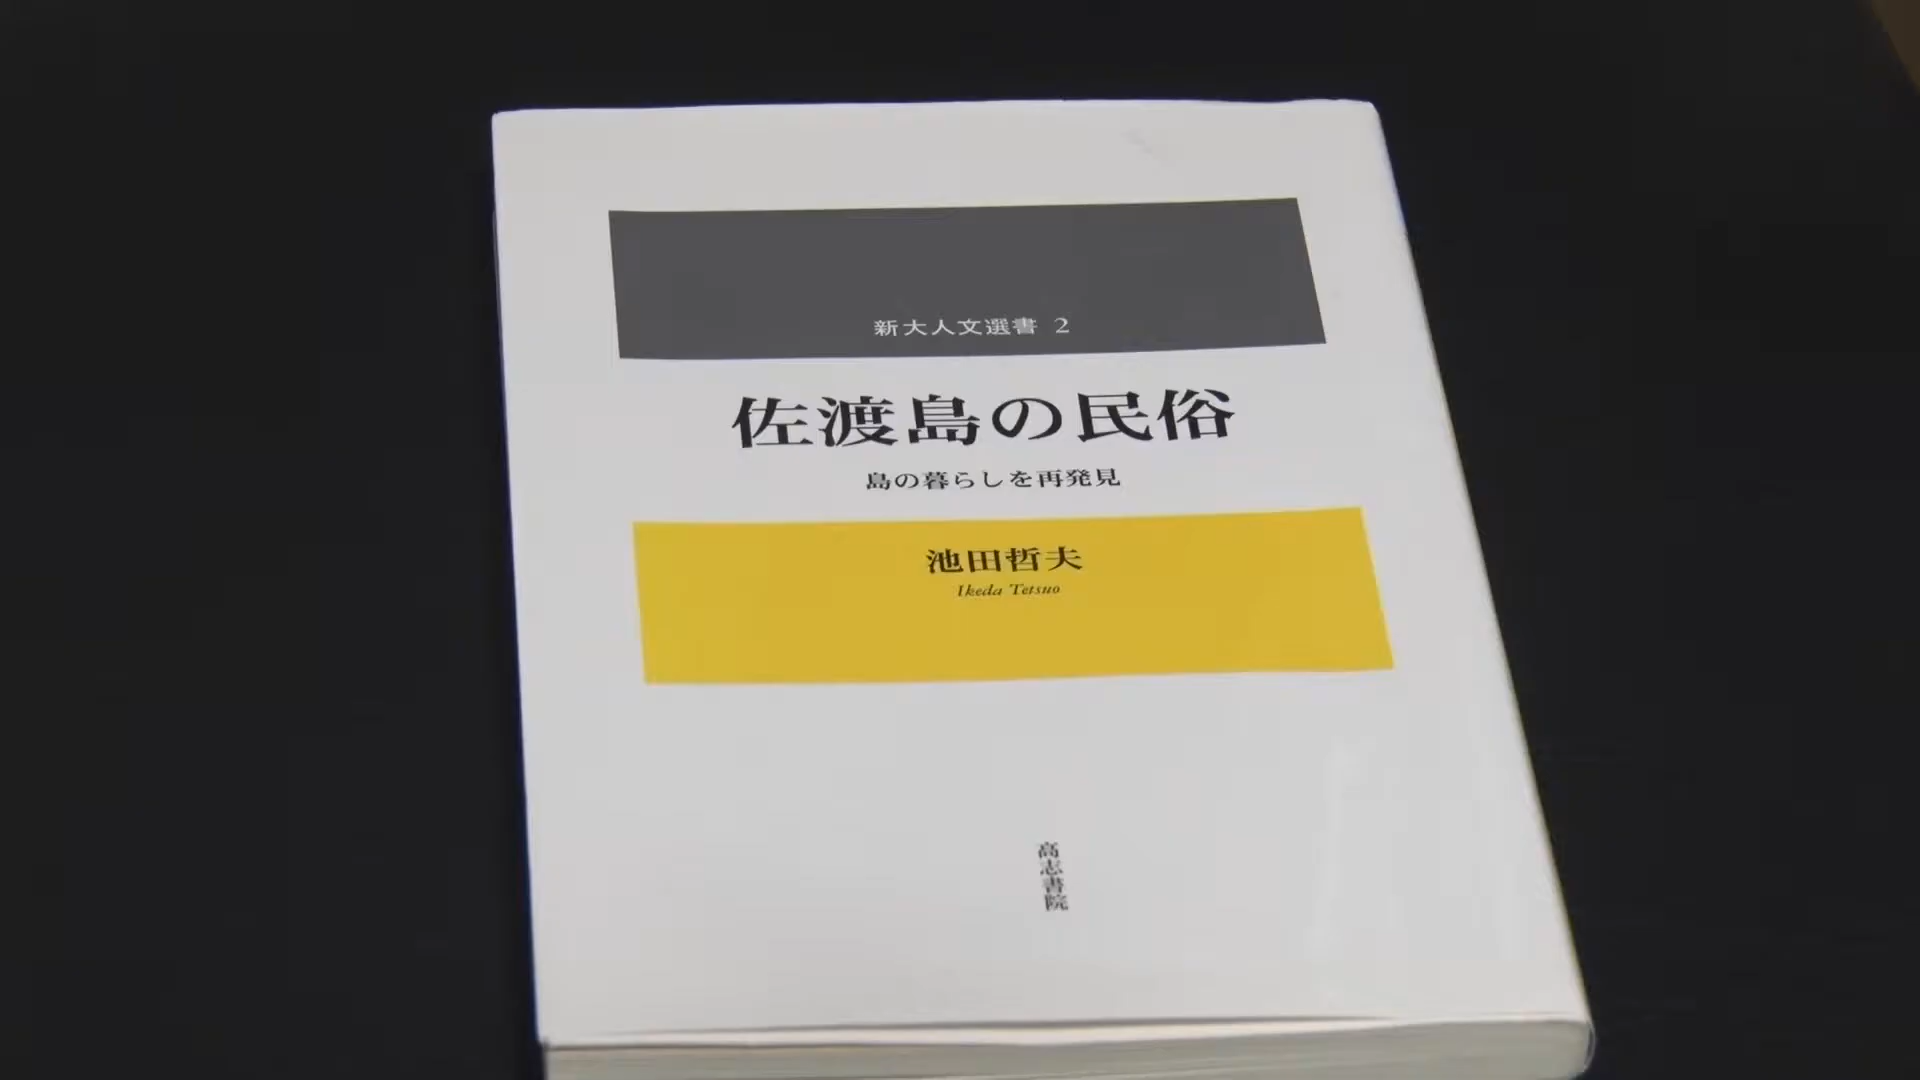 新大人文選書 2
佐渡島の民俗
島の暮らしを再発見
池田哲夫
Ikeda Tetsuo
高志書院